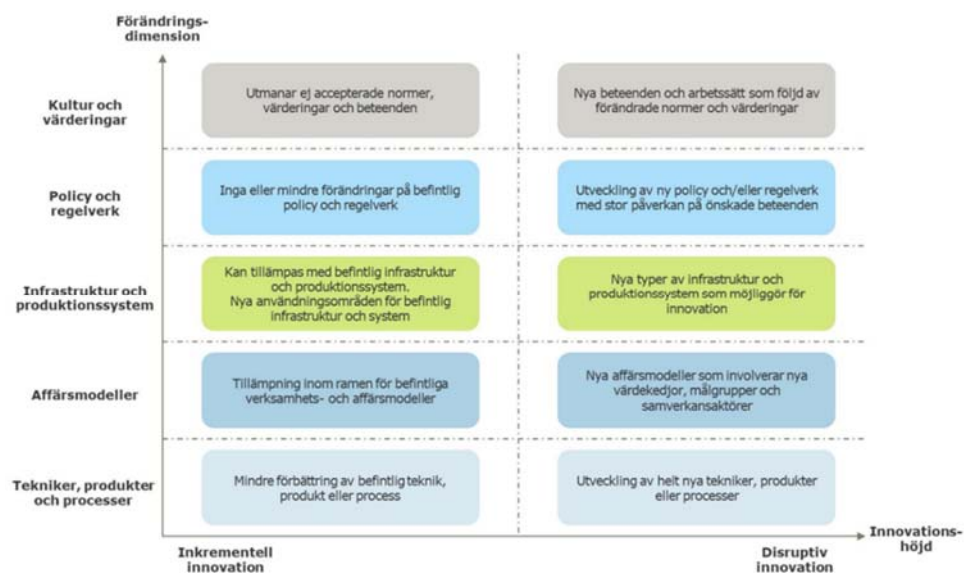 Förändrings-
dimension
Kultur och
värderingar
Utmanar ej accepterade normer,
värderingar och beteenden
Nya beteenden och arbetssätt som följd av
förändrade normer och värderingar
Policy och
regelverk
Inga eller mindre förändringar på befintlig
policy och regelverk
Utveckling av ny policy och/eller regelverk
med stor påverkan på önskade beteenden
Infrastruktur och
produktionssystem
Kan tillämpas med befintlig infrastruktur
och produktionssystem.
Nya användningsområden för befintlig
infrastruktur och system
Nya typer av infrastruktur och
produktionssystem som möjliggör för
innovation
Affärsmodeller
Tillämpning inom ramen för befintliga
verksamhets- och affärsmodeller
Nya affärsmodeller som involverar nya
värdekedjor, målgrupper och
samverkansaktörer
Tekniker, produkter
och processer
Mindre förbättring av befintlig teknik,
produkt eller process
Utveckling av helt nya tekniker, produkter
eller processer
Inkrementell
innovation
Disruptiv
innovation
Innovations-
höjd